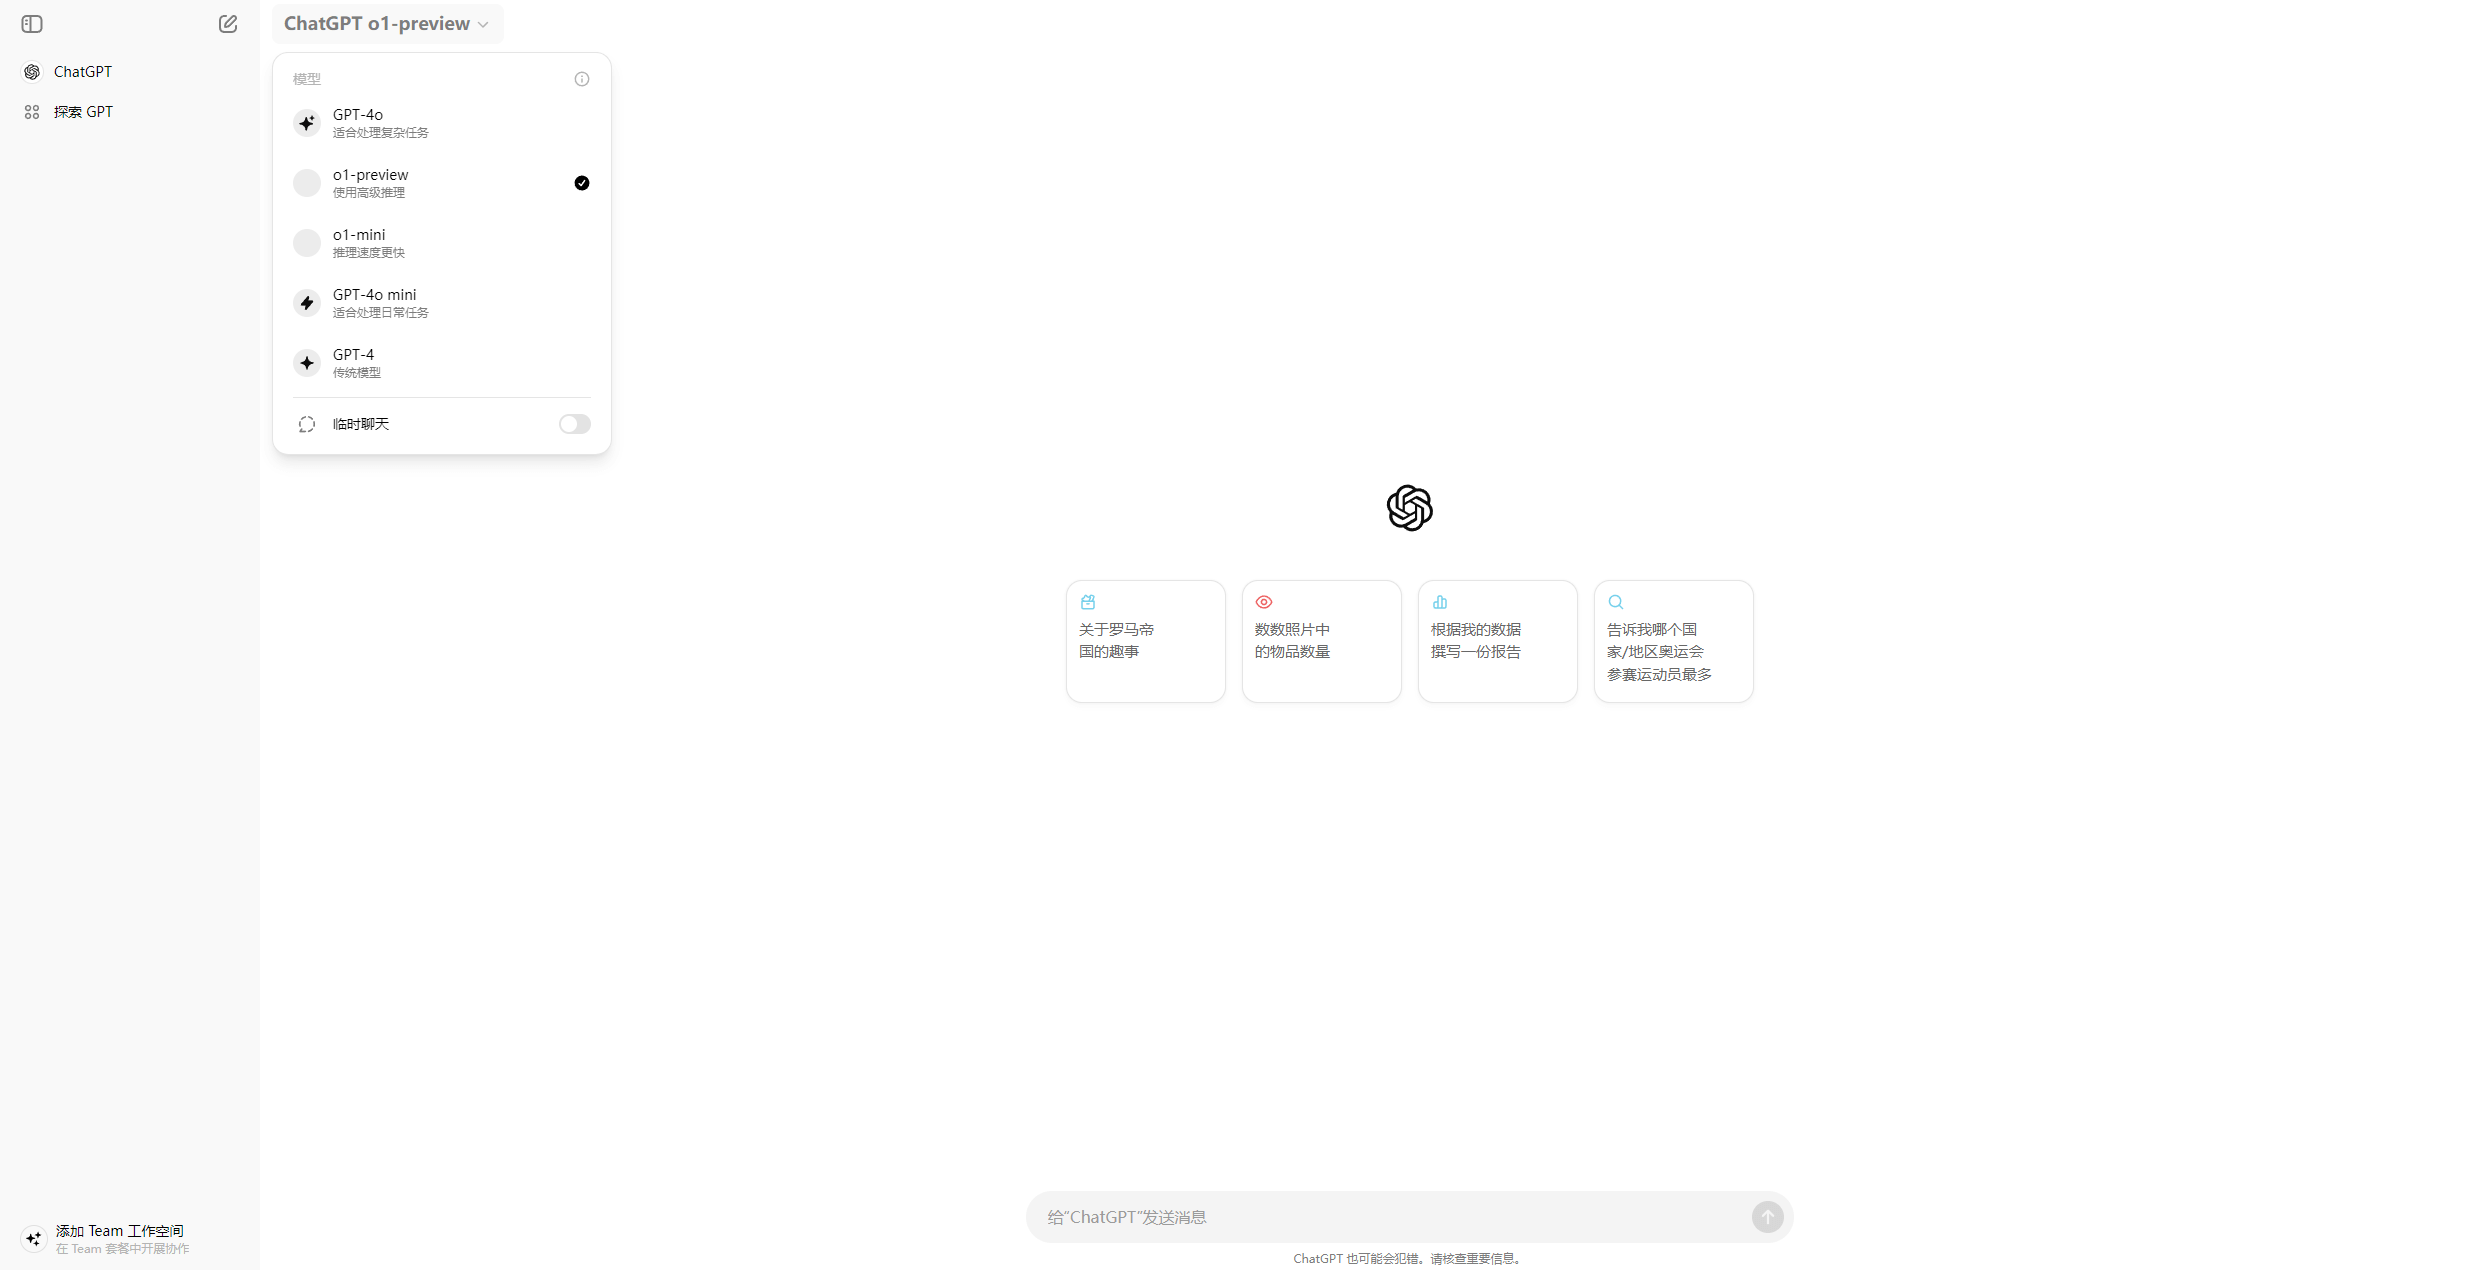 ChatGPT
探索 GPT
添加 Team 工作空间
在 Team 套餐中开展协作
ChatGPT o1-preview
模型
GPT-4o
适合处理复杂任务
o1-preview
使用高级推理
o1-mini
推理速度更快
GPT-4o mini
适合处理日常任务
GPT-4
传统模型
临时聊天
关于罗马帝
国的趣事
数数照片中
的物品数量
根据我的数据
撰写一份报告
告诉我哪个国
家/地区奥运会
参赛运动员最多
给“ChatGPT”发送消息
ChatGPT 也可能会犯错。请核查重要信息。